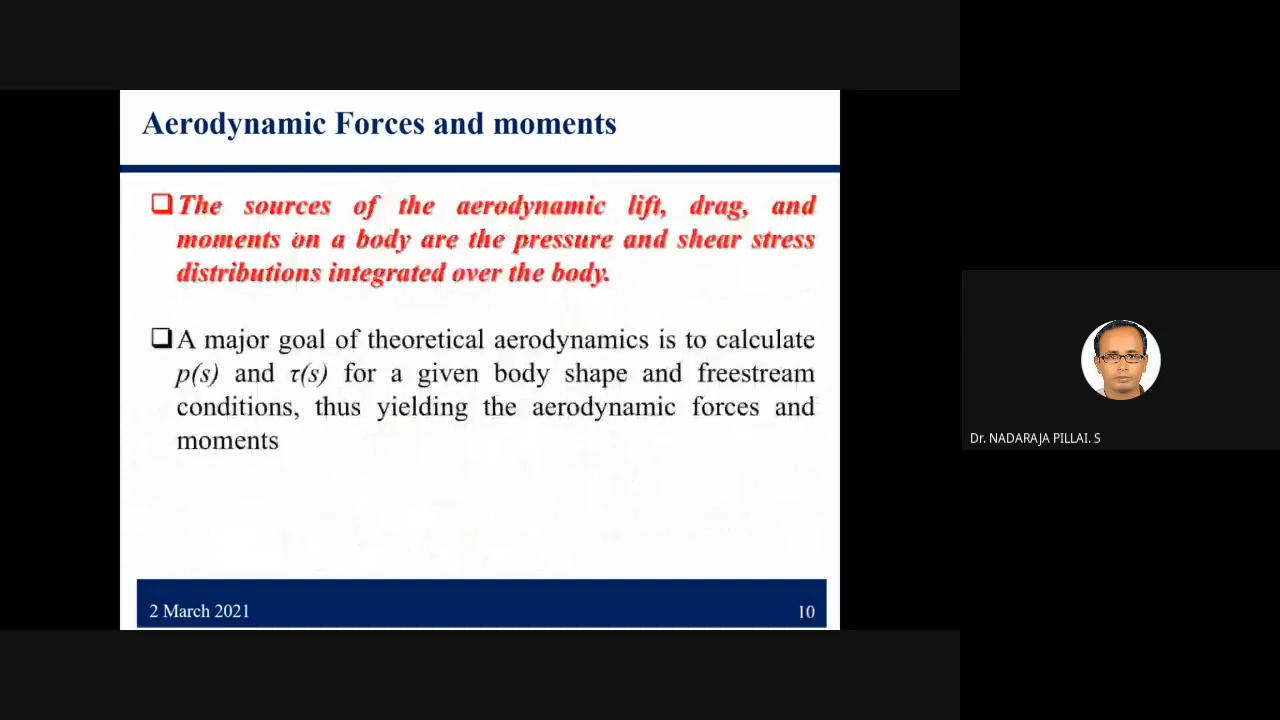 Aerodynamic Forces and moments
The sources of the aerodynamic lift, drag, and
moments on a body are the pressure and shear stress
distributions integrated over the body.
A major goal of theoretical aerodynamics is to calculate
p(s) and τ(s) for a given body shape and freestream
conditions, thus yielding the aerodynamic forces and
moments
2 March 2021
10
Dr. NADARAJA PILLAI. S